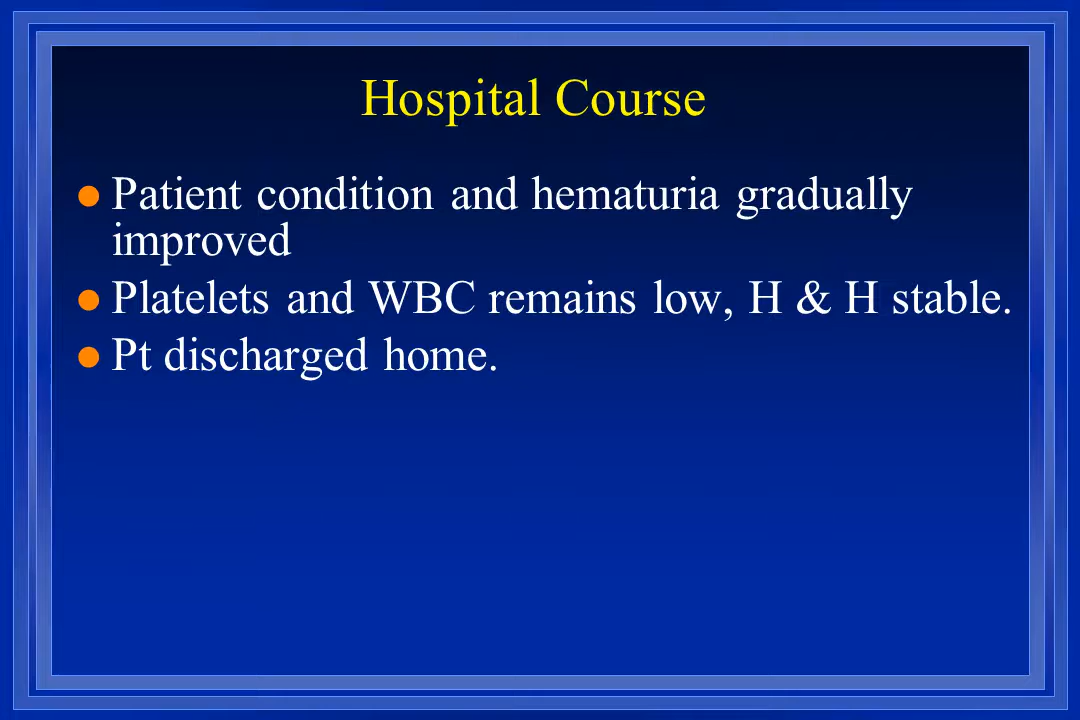 Hospital Course
Patient condition and hematuria gradually
improved
Platelets and WBC remains low, H & H stable.
Pt discharged home.